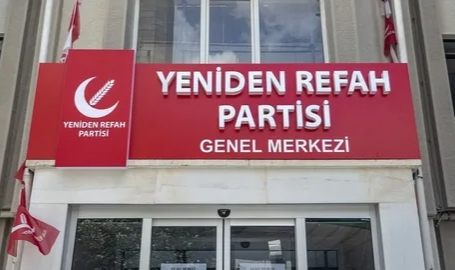 YENİDEN REFAH
PARTİSİ
GENEL MERKEZİ
YENİDEN REFAH
PARTİSİ